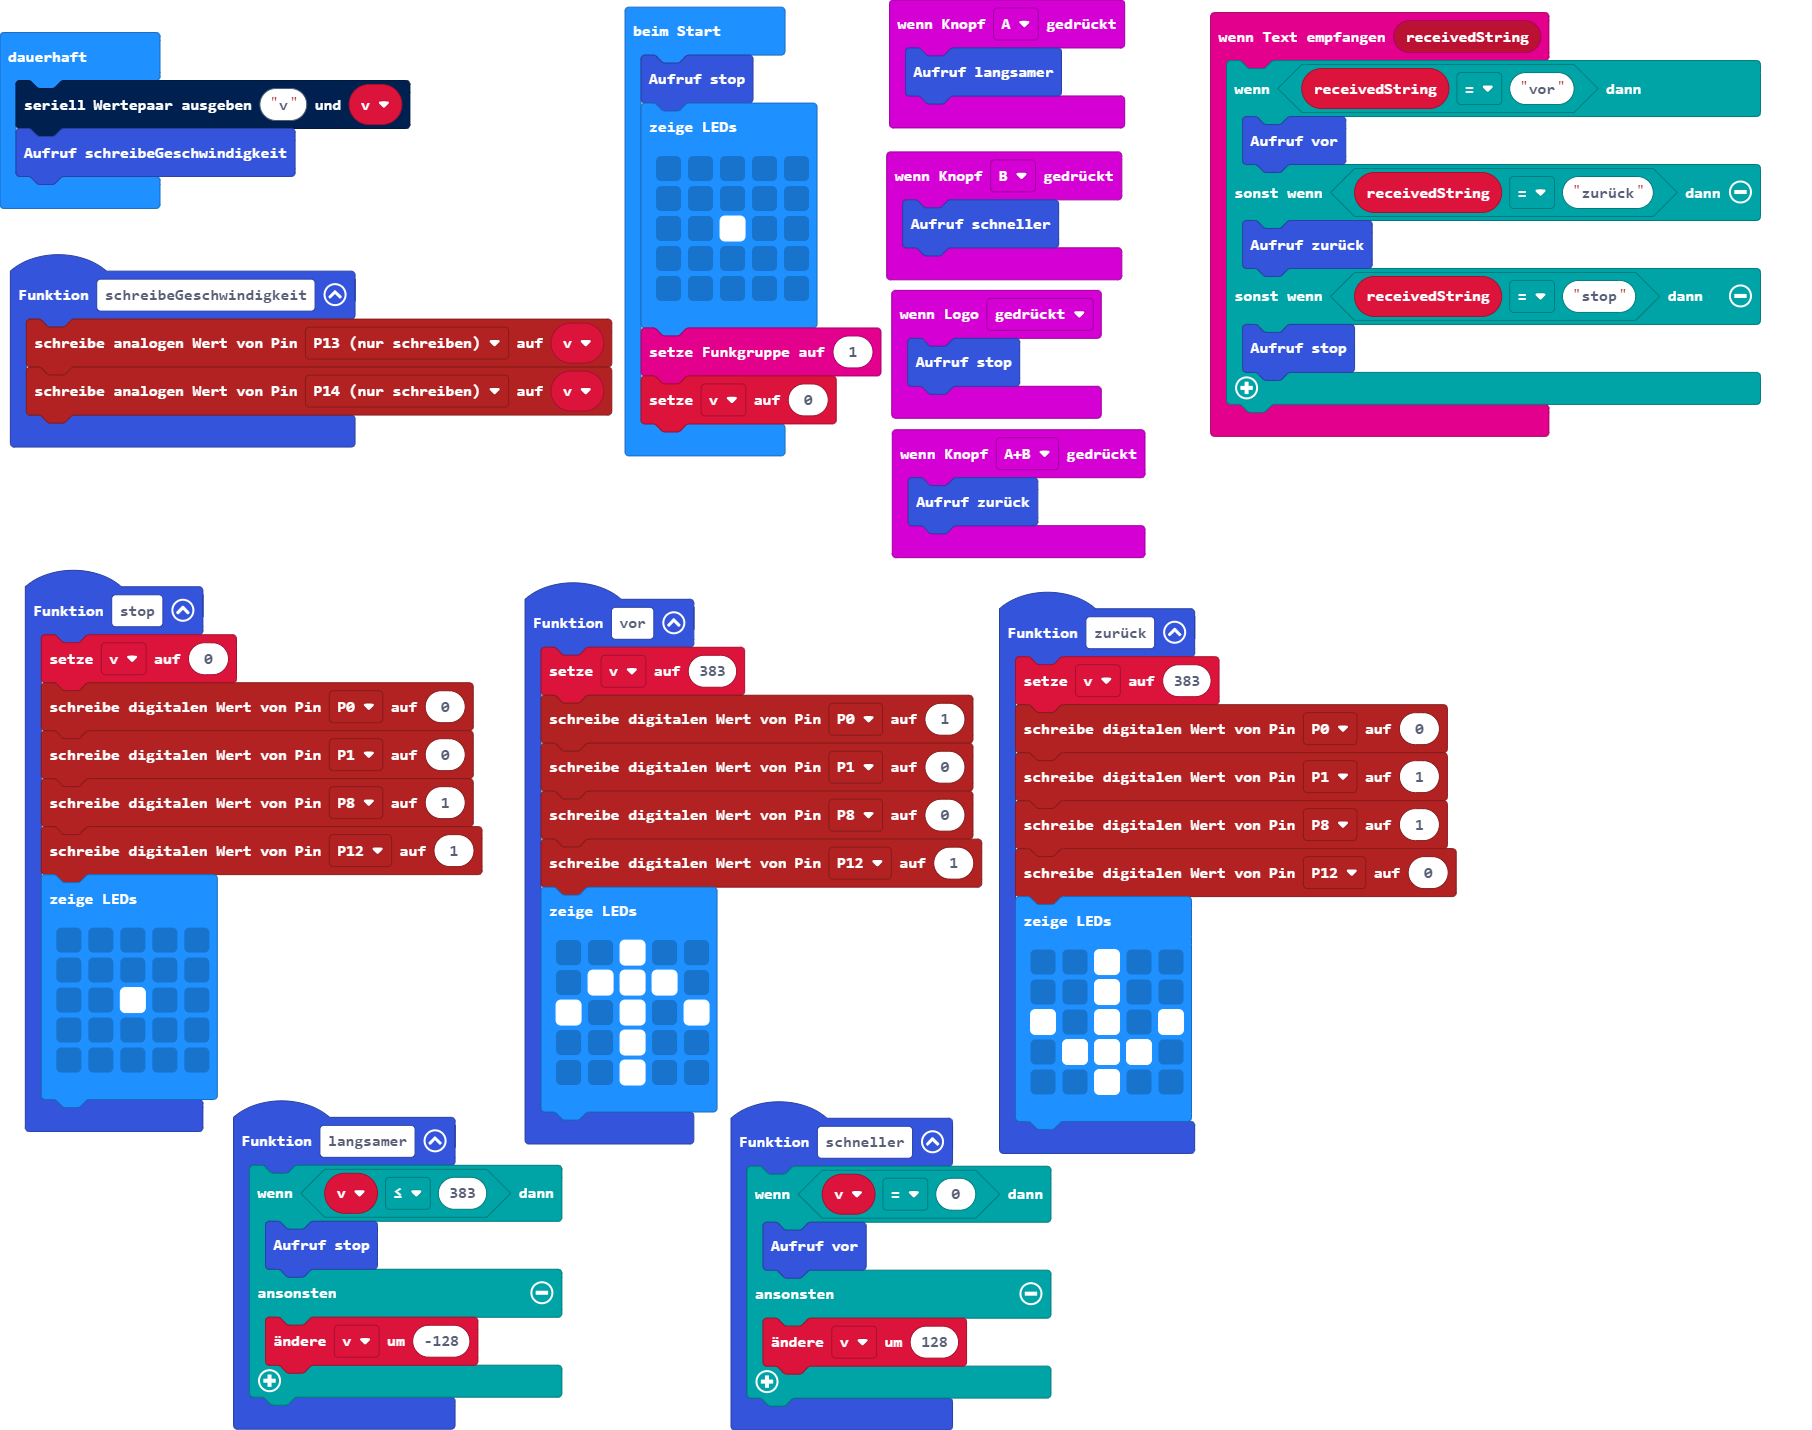 dauerhaft
seriell Wertepaar ausgeben "v" und v
Aufruf schreibeGeschwindigkeit
Funktion schreibeGeschwindigkeit
schreibe analogen Wert von Pin P13 (nur schreiben) auf v
schreibe analogen Wert von Pin P14 (nur schreiben) auf v
beim Start
Aufruf stop
zeige LEDs
setze Funkgruppe auf 1
setze v auf 0
wenn Knopf A gedrückt
Aufruf langsamer
wenn Knopf B gedrückt
Aufruf schneller
wenn Logo gedrückt
Aufruf stop
wenn Knopf A+B gedrückt
Aufruf zurück
wenn Text empfangen receivedString
wenn receivedString = "vor" dann
Aufruf vor
sonst wenn receivedString = "zurück" dann
Aufruf zurück
sonst wenn receivedString = "stop" dann
Aufruf stop
Funktion stop
setze v auf 0
schreibe digitalen Wert von Pin P0 auf 0
schreibe digitalen Wert von Pin P1 auf 0
schreibe digitalen Wert von Pin P8 auf 1
schreibe digitalen Wert von Pin P12 auf 1
zeige LEDs
Funktion vor
setze v auf 383
schreibe digitalen Wert von Pin P0 auf 1
schreibe digitalen Wert von Pin P1 auf 0
schreibe digitalen Wert von Pin P8 auf 0
schreibe digitalen Wert von Pin P12 auf 1
zeige LEDs
Funktion zurück
setze v auf 383
schreibe digitalen Wert von Pin P0 auf 0
schreibe digitalen Wert von Pin P1 auf 1
schreibe digitalen Wert von Pin P8 auf 1
schreibe digitalen Wert von Pin P12 auf 0
zeige LEDs
Funktion langsamer
wenn v ≤ 383 dann
Aufruf stop
ansonsten
ändere v um -128
Funktion schneller
wenn v = 0 dann
Aufruf vor
ansonsten
ändere v um 128